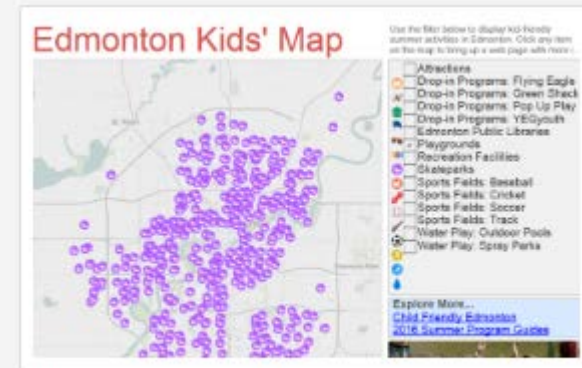 Edmonton Kids' Map
Use the filter below to display kid-friendly
summer activities in Edmonton. Click any item
on the map to bring up a web page with more
Attractions
Drop-in Programs: Flying Eagle
Drop-in Programs: Green Shack
Drop-in Programs: Pop Up Play
Drop-in Programs: YEGyouth
Edmonton Public Libraries
Playgrounds
Recreation Facilities
Skateparks
Sports Fields: Baseball
Sports Fields: Cricket
Sports Fields: Soccer
Sports Fields: Track
Water Play: Outdoor Pools
Water Play: Spray Parks
Explore More...
Child Friendly Edmonton
2016 Summer Program Guides